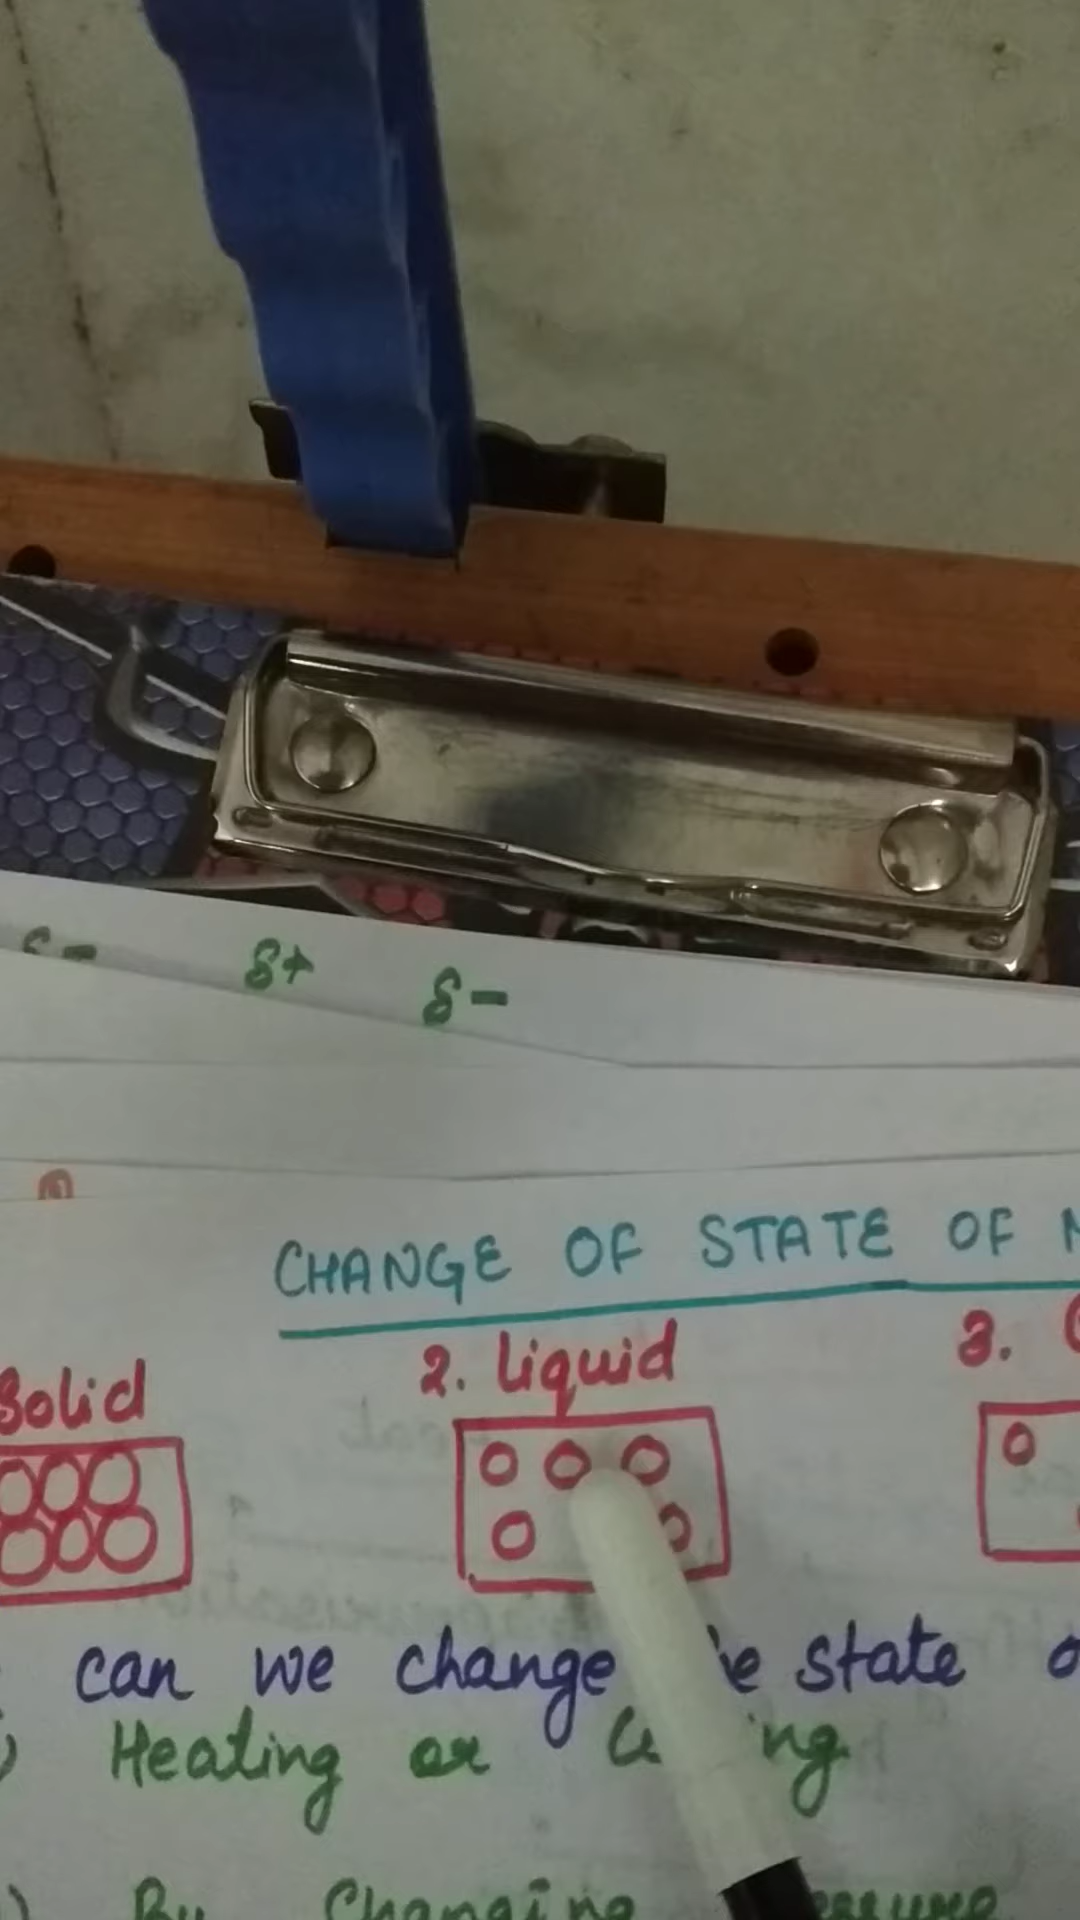 δ- δ+ δ-
CHANGE OF STATE OF
Solid 2. Liquid 3.
can we change state
Heating or
By Changing